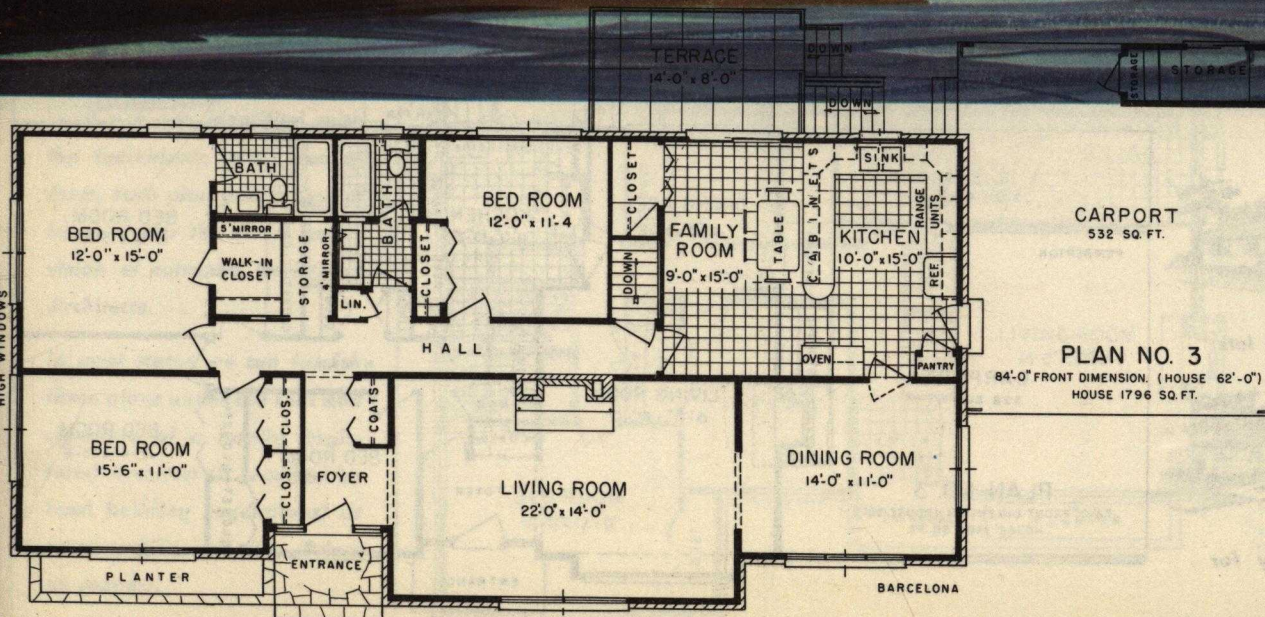 TERRACE
14'-0" x 8'-0"
DOWN
DOWN
STORAGE
STORAGE
BATH
BED ROOM
12'-0" x 15'-0"
5' MIRROR
WALK-IN
CLOSET
STORAGE
4' MIRROR
BATH
LIN.
CLOSET
BED ROOM
12'-0" x 11'-4
CLOSET
DOWN
FAMILY
ROOM
9'-0" x 15'-0"
TABLE
CABINETS
SINK
RANGE
UNITS
KITCHEN
10'-0" x 15'-0"
REF.
OVEN
PANTRY
CARPORT
532 SQ. FT.
PLAN NO. 3
84'-0" FRONT DIMENSION. (HOUSE 62'-0")
HOUSE 1796 SQ. FT.
HIGH WINDOWS
HALL
BED ROOM
15'-6" x 11'-0"
CLOS.
CLOS.
COATS
FOYER
LIVING ROOM
22'-0" x 14'-0"
DINING ROOM
14'-0" x 11'-0"
PLANTER
ENTRANCE
BARCELONA